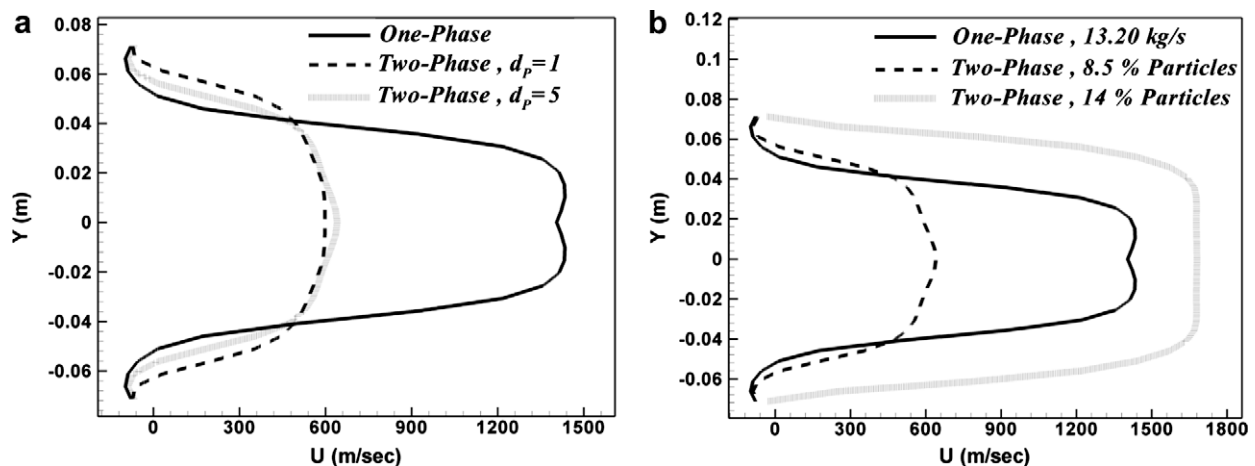 a
0.08
0.06
0.04
0.02
0
-0.02
-0.04
-0.06
Y (m)
One-Phase
Two-Phase , dP=1
Two-Phase , dP=5
0 300 600 900 1200 1500
U (m/sec)
b
0.12
0.1
0.08
0.06
0.04
0.02
0
-0.02
-0.04
-0.06
Y (m)
One-Phase , 13.20 kg/s
Two-Phase , 8.5 % Particles
Two-Phase , 14 % Particles
0 300 600 900 1200 1500 1800
U (m/sec)